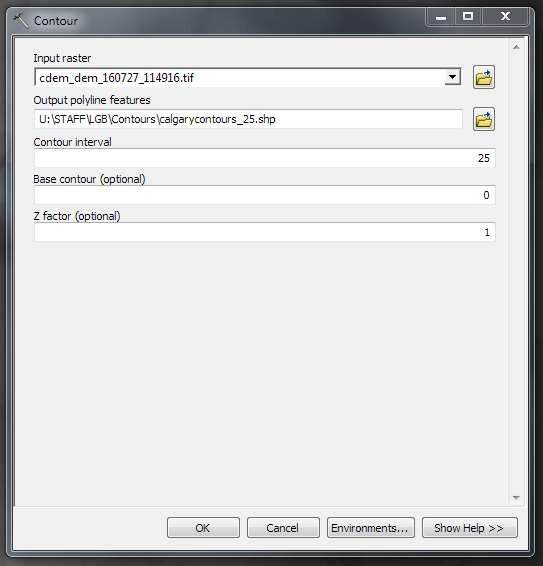 Contour
Input raster
cdem_dem_160727_114916.tif
Output polyline features
U:\STAFF\LGB\Contours\calgarycontours_25.shp
Contour interval
25
Base contour (optional)
0
Z factor (optional)
1
OK Cancel Environments... Show Help >>